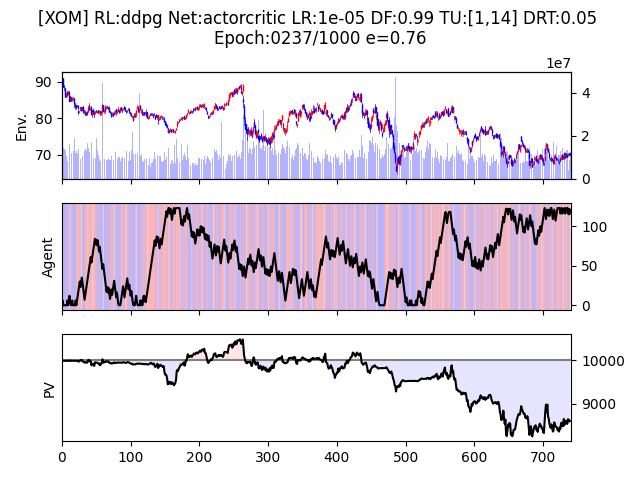 [XOM] RL:ddpg Net:actorcritic LR:1e-05 DF:0.99 TU:[1,14] DRT:0.05
Epoch:0237/1000 e=0.76
1e7
90
80
70
Env.
4
2
0
Agent
100
50
0
PV
10000
9000
0 100 200 300 400 500 600 700